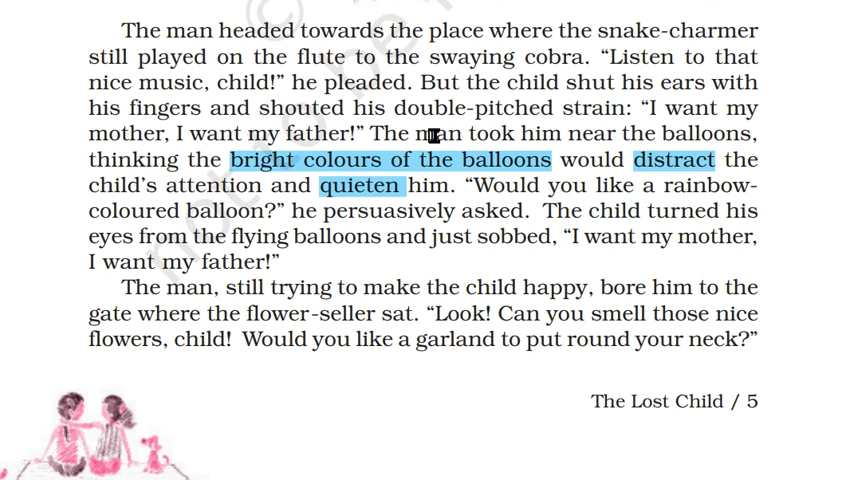 The man headed towards the place where the snake-charmer
still played on the flute to the swaying cobra. “Listen to that
nice music, child!” he pleaded. But the child shut his ears with
his fingers and shouted his double-pitched strain: “I want my
mother, I want my father!” The man took him near the balloons,
thinking the bright colours of the balloons would distract the
child’s attention and quieten him. “Would you like a rainbow-
coloured balloon?” he persuasively asked. The child turned his
eyes from the flying balloons and just sobbed, “I want my mother,
I want my father!”
The man, still trying to make the child happy, bore him to the
gate where the flower-seller sat. “Look! Can you smell those nice
flowers, child! Would you like a garland to put round your neck?”
The Lost Child / 5
© not to be